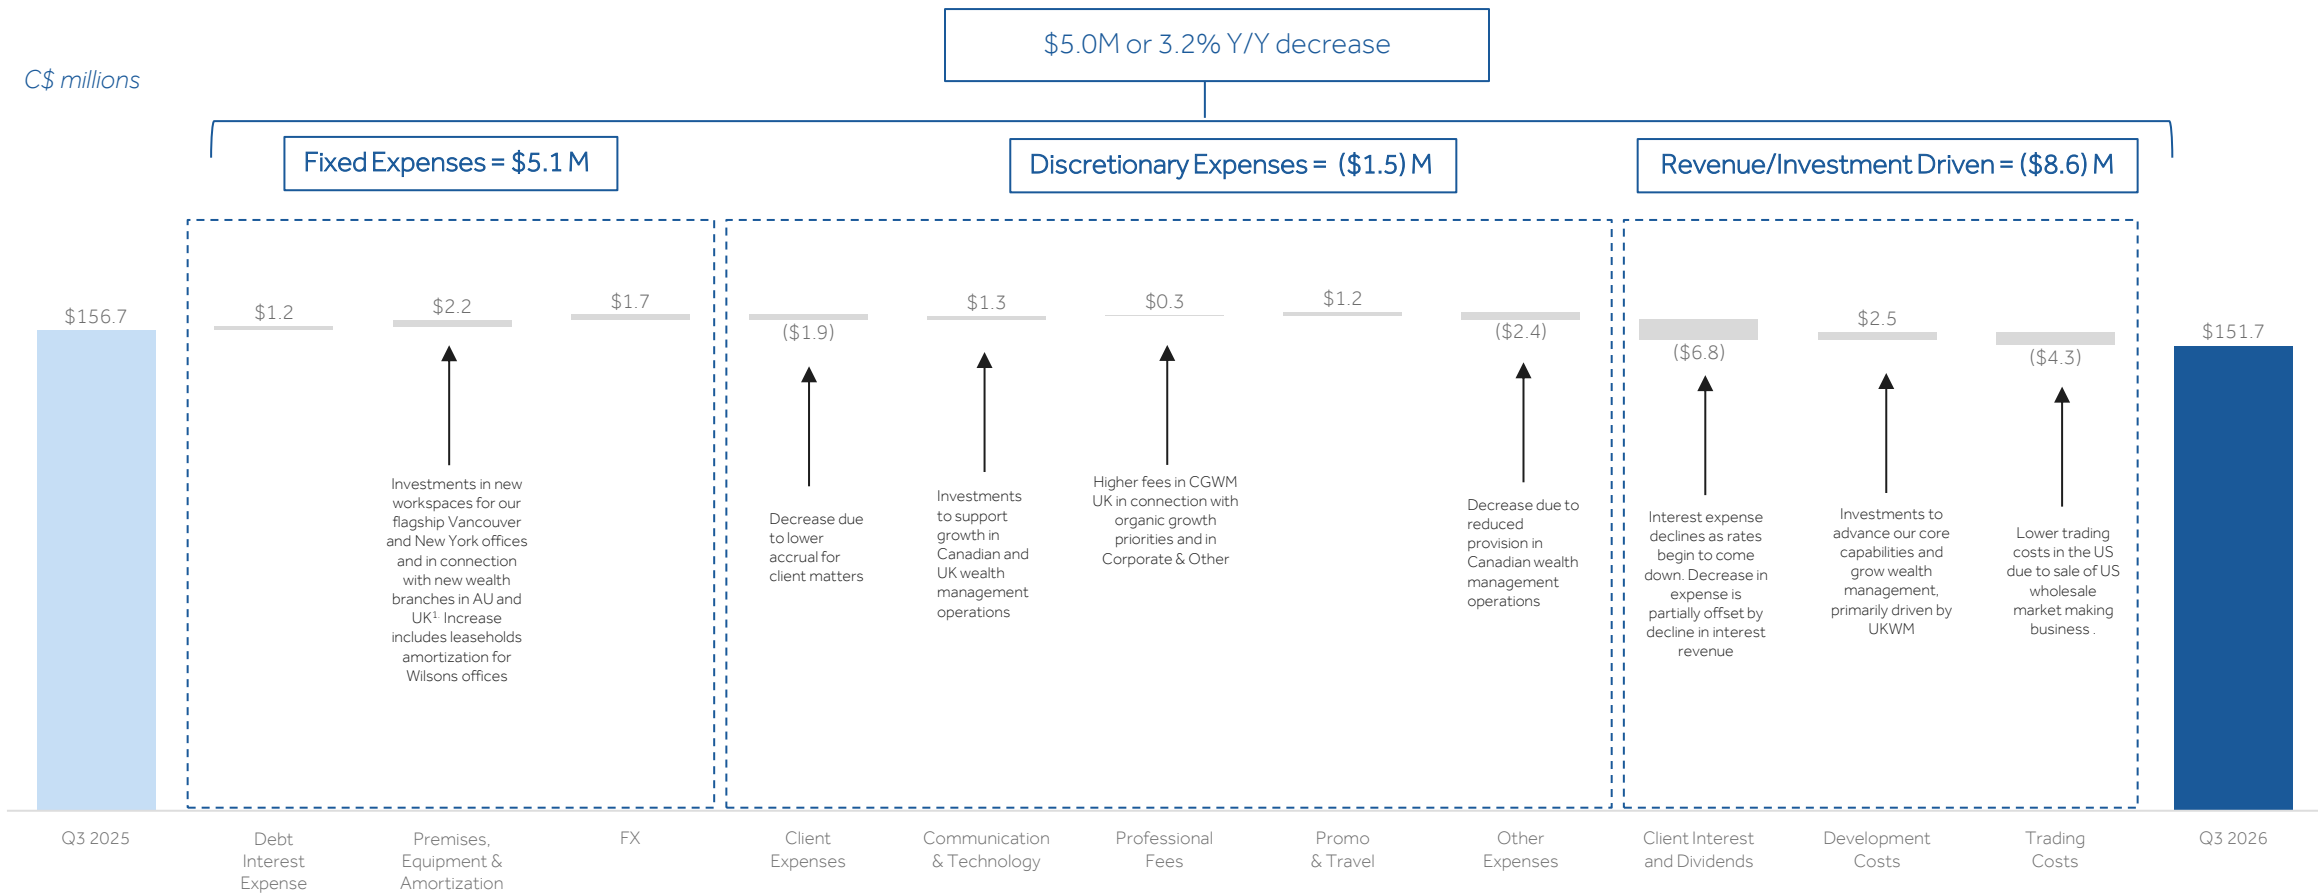 $5.0M or 3.2% Y/Y decrease
C$ millions
Fixed Expenses = $5.1 M
Discretionary Expenses = ($1.5) M
Revenue/Investment Driven = ($8.6) M
$156.7
$1.2
$2.2
$1.7
($1.9)
$1.3
$0.3
$1.2
($2.4)
($6.8)
$2.5
($4.3)
$151.7
Investments in new
workspaces for our
flagship Vancouver
and New York offices
and in connection
with new wealth
branches in AU and
UK1. Increase
includes leaseholds
amortization for
Wilsons offices
Decrease due
to lower
accrual for
client matters
Investments
to support
growth in
Canadian and
UK wealth
management
operations
Higher fees in CGWM
UK in connection with
organic growth
priorities and in
Corporate & Other
Decrease due to
reduced
provision in
Canadian wealth
management
operations
Interest expense
declines as rates
begin to come
down. Decrease in
expense is
partially offset by
decline in interest
revenue
Investments to
advance our core
capabilities and
grow wealth
management,
primarily driven by
UKWM
Lower trading
costs in the US
due to sale of US
wholesale
market making
business .
Q3 2025
Debt
Interest
Expense
Premises,
Equipment &
Amortization
FX
Client
Expenses
Communication
& Technology
Professional
Fees
Promo
& Travel
Other
Expenses
Client Interest
and Dividends
Development
Costs
Trading
Costs
Q3 2026